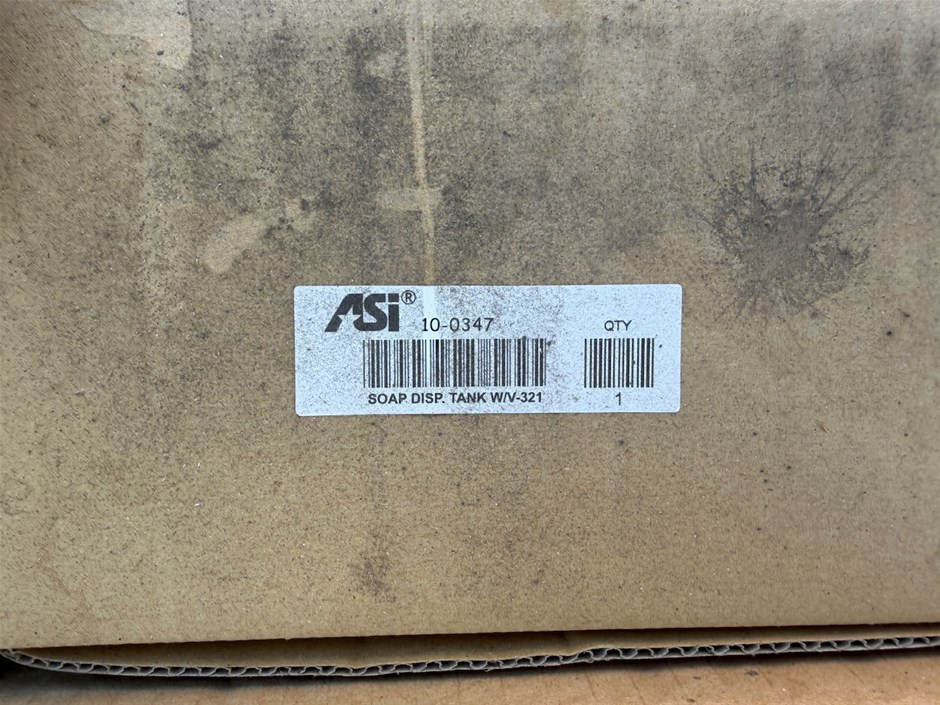 ASi® 10-0347
QTY
SOAP DISP. TANK W/V-321
1